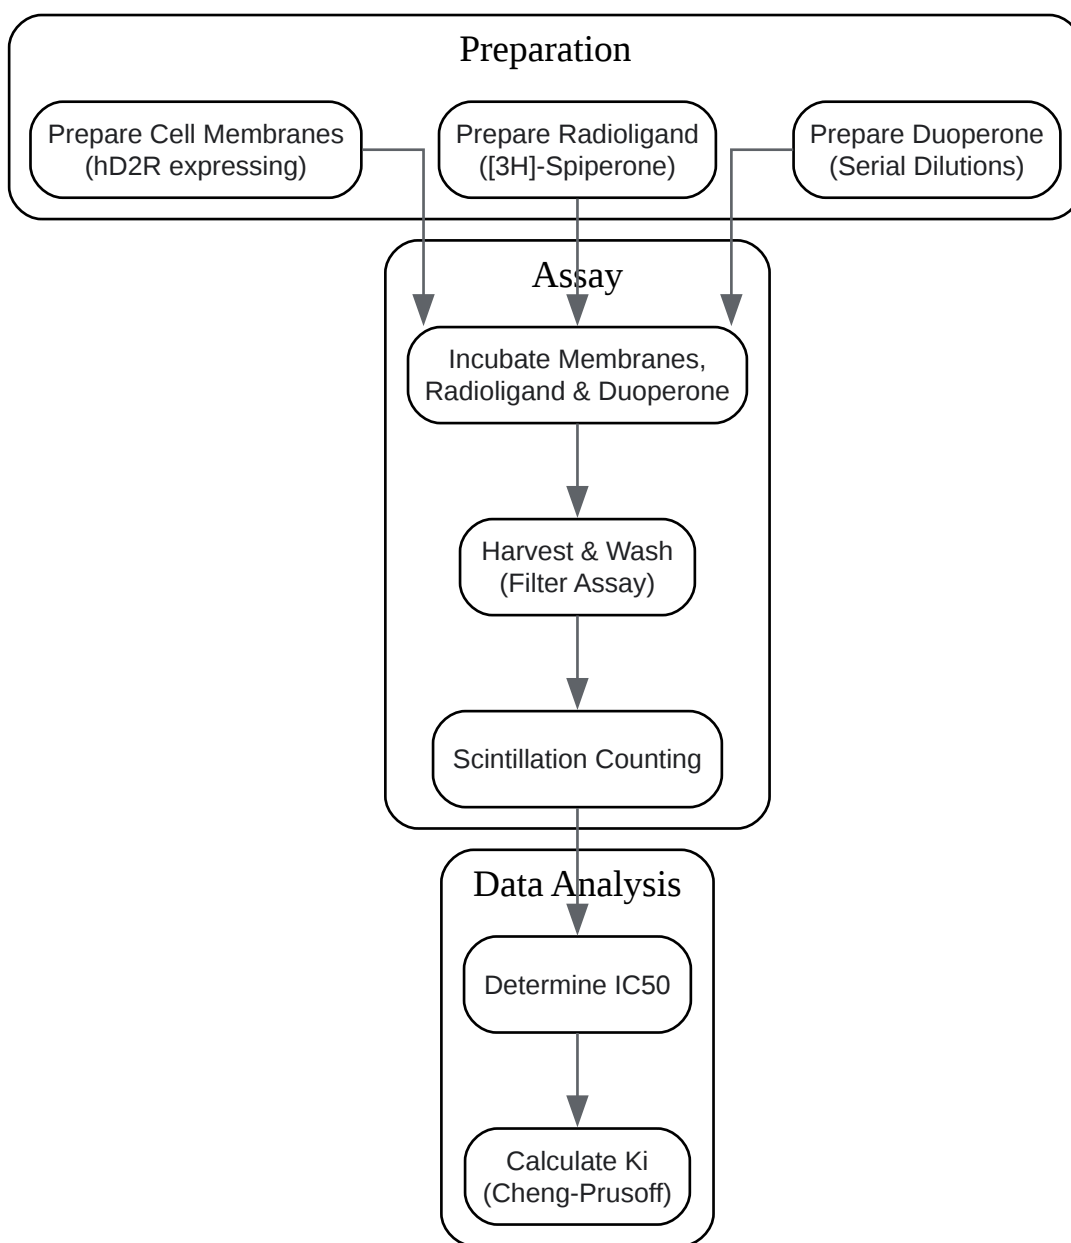 Preparation
Prepare Cell Membranes
(hD2R expressing)
Prepare Radioligand
([3H]-Spiperone)
Prepare Duoperone
(Serial Dilutions)
Assay
Incubate Membranes,
Radioligand & Duoperone
Harvest & Wash
(Filter Assay)
Scintillation Counting
Data Analysis
Determine IC50
Calculate Ki
(Cheng-Prusoff)